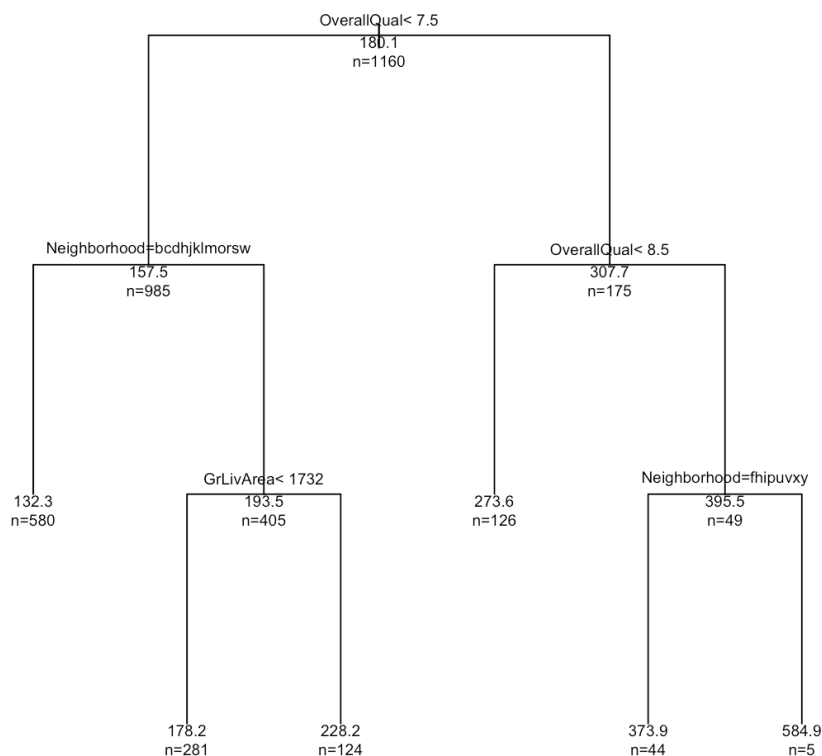 OverallQual< 7.5
180.1
n=1160
Neighborhood=bcdhjklmorsw
157.5
n=985
OverallQual< 8.5
307.7
n=175
132.3
n=580
GrLivArea< 1732
193.5
n=405
273.6
n=126
Neighborhood=fhipuvxy
395.5
n=49
178.2
n=281
228.2
n=124
373.9
n=44
584.9
n=5